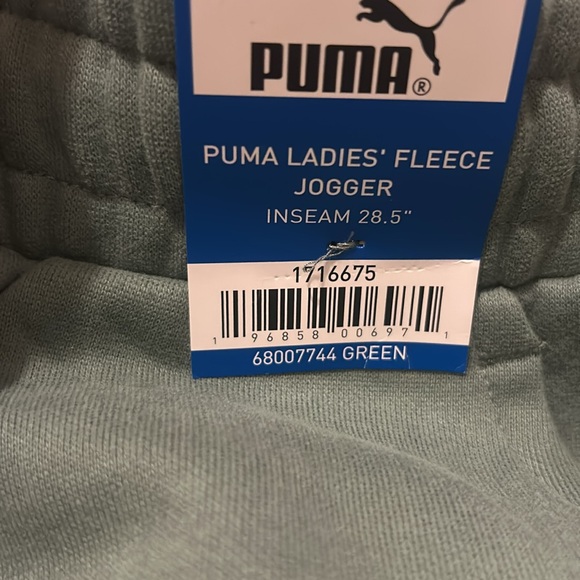 PUMA®
PUMA LADIES' FLEECE
JOGGER
INSEAM 28.5"
1716675
1 96858 00697 1
68007744 GREEN